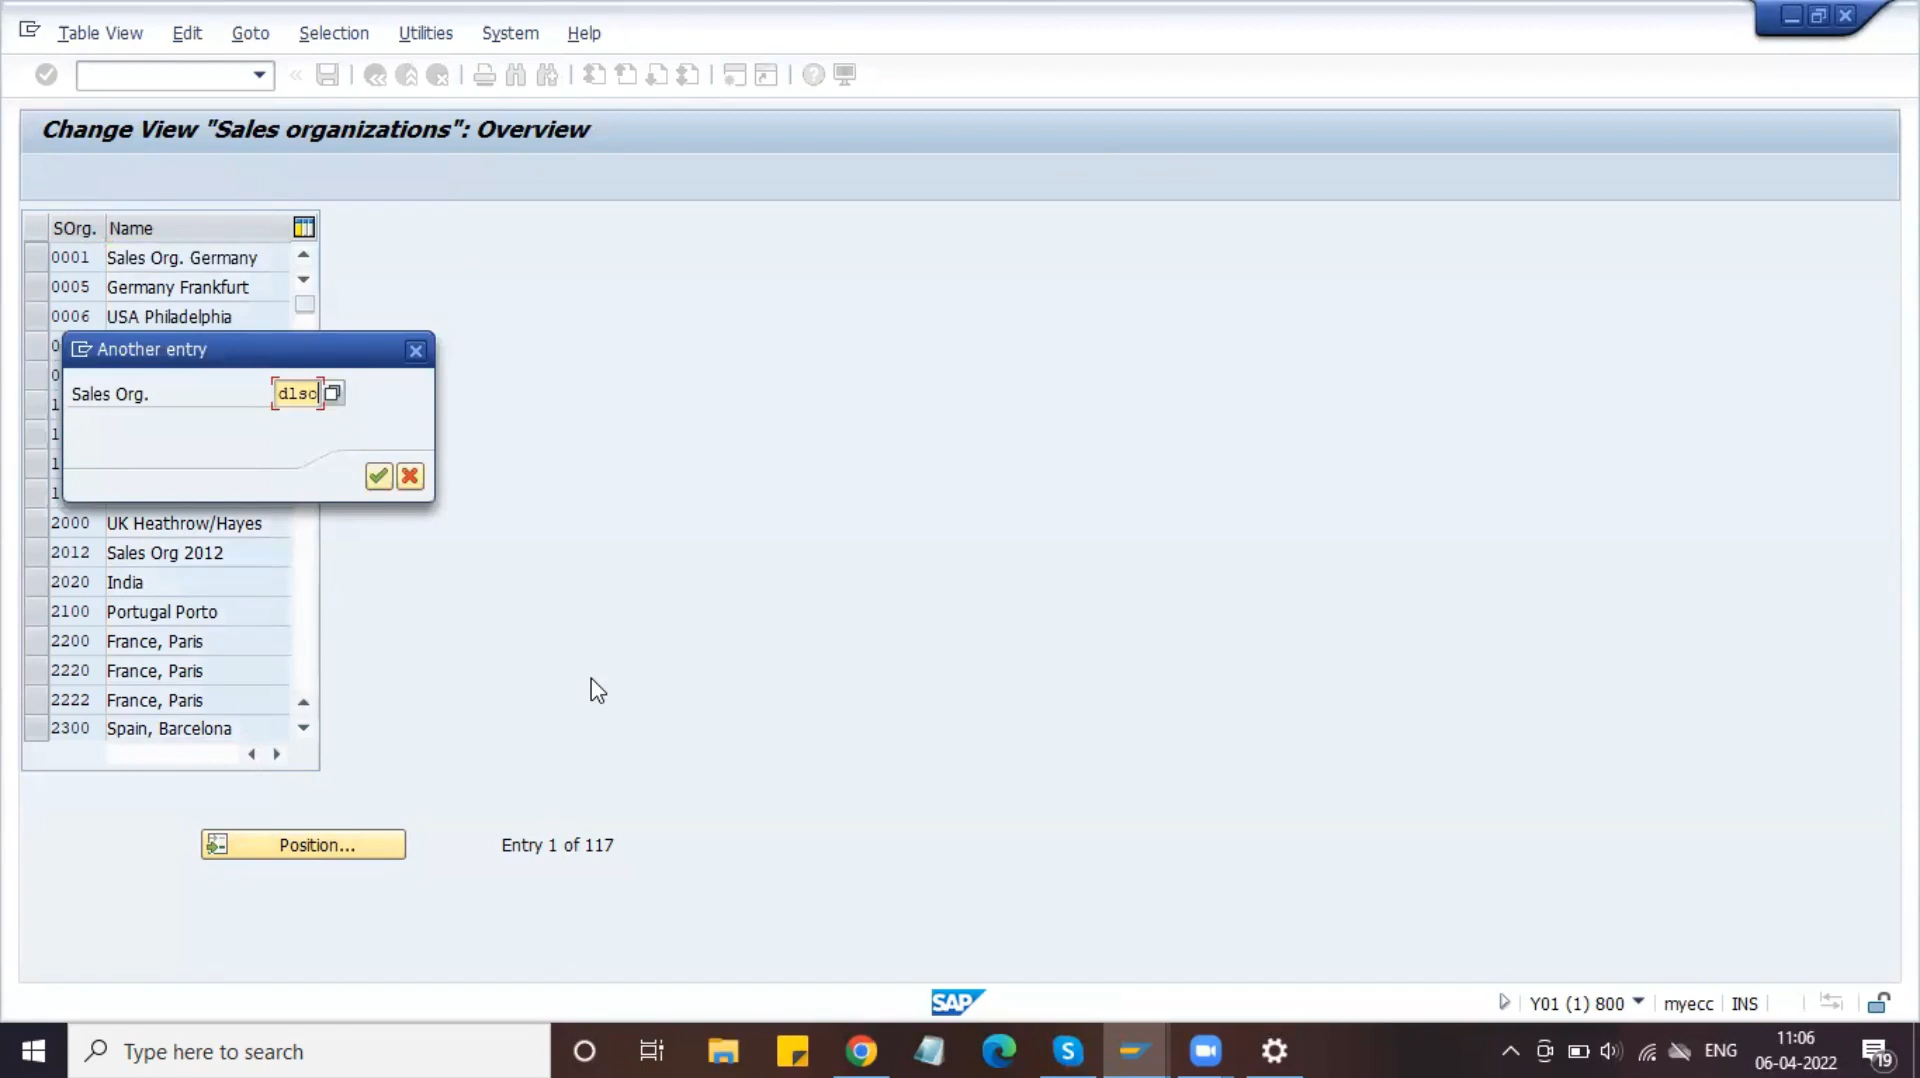 Table View Edit Goto Selection Utilities System Help
Change View "Sales organizations": Overview
SOrg. Name
0001 Sales Org. Germany
0005 Germany Frankfurt
0006 USA Philadelphia
Another entry
Sales Org. dlsc
2000 UK Heathrow/Hayes
2012 Sales Org 2012
2020 India
2100 Portugal Porto
2200 France, Paris
2220 France, Paris
2222 France, Paris
2300 Spain, Barcelona
Position... Entry 1 of 117
SAP
Y01 (1) 800 myecc INS
Type here to search
ENG
11:06
06-04-2022
19